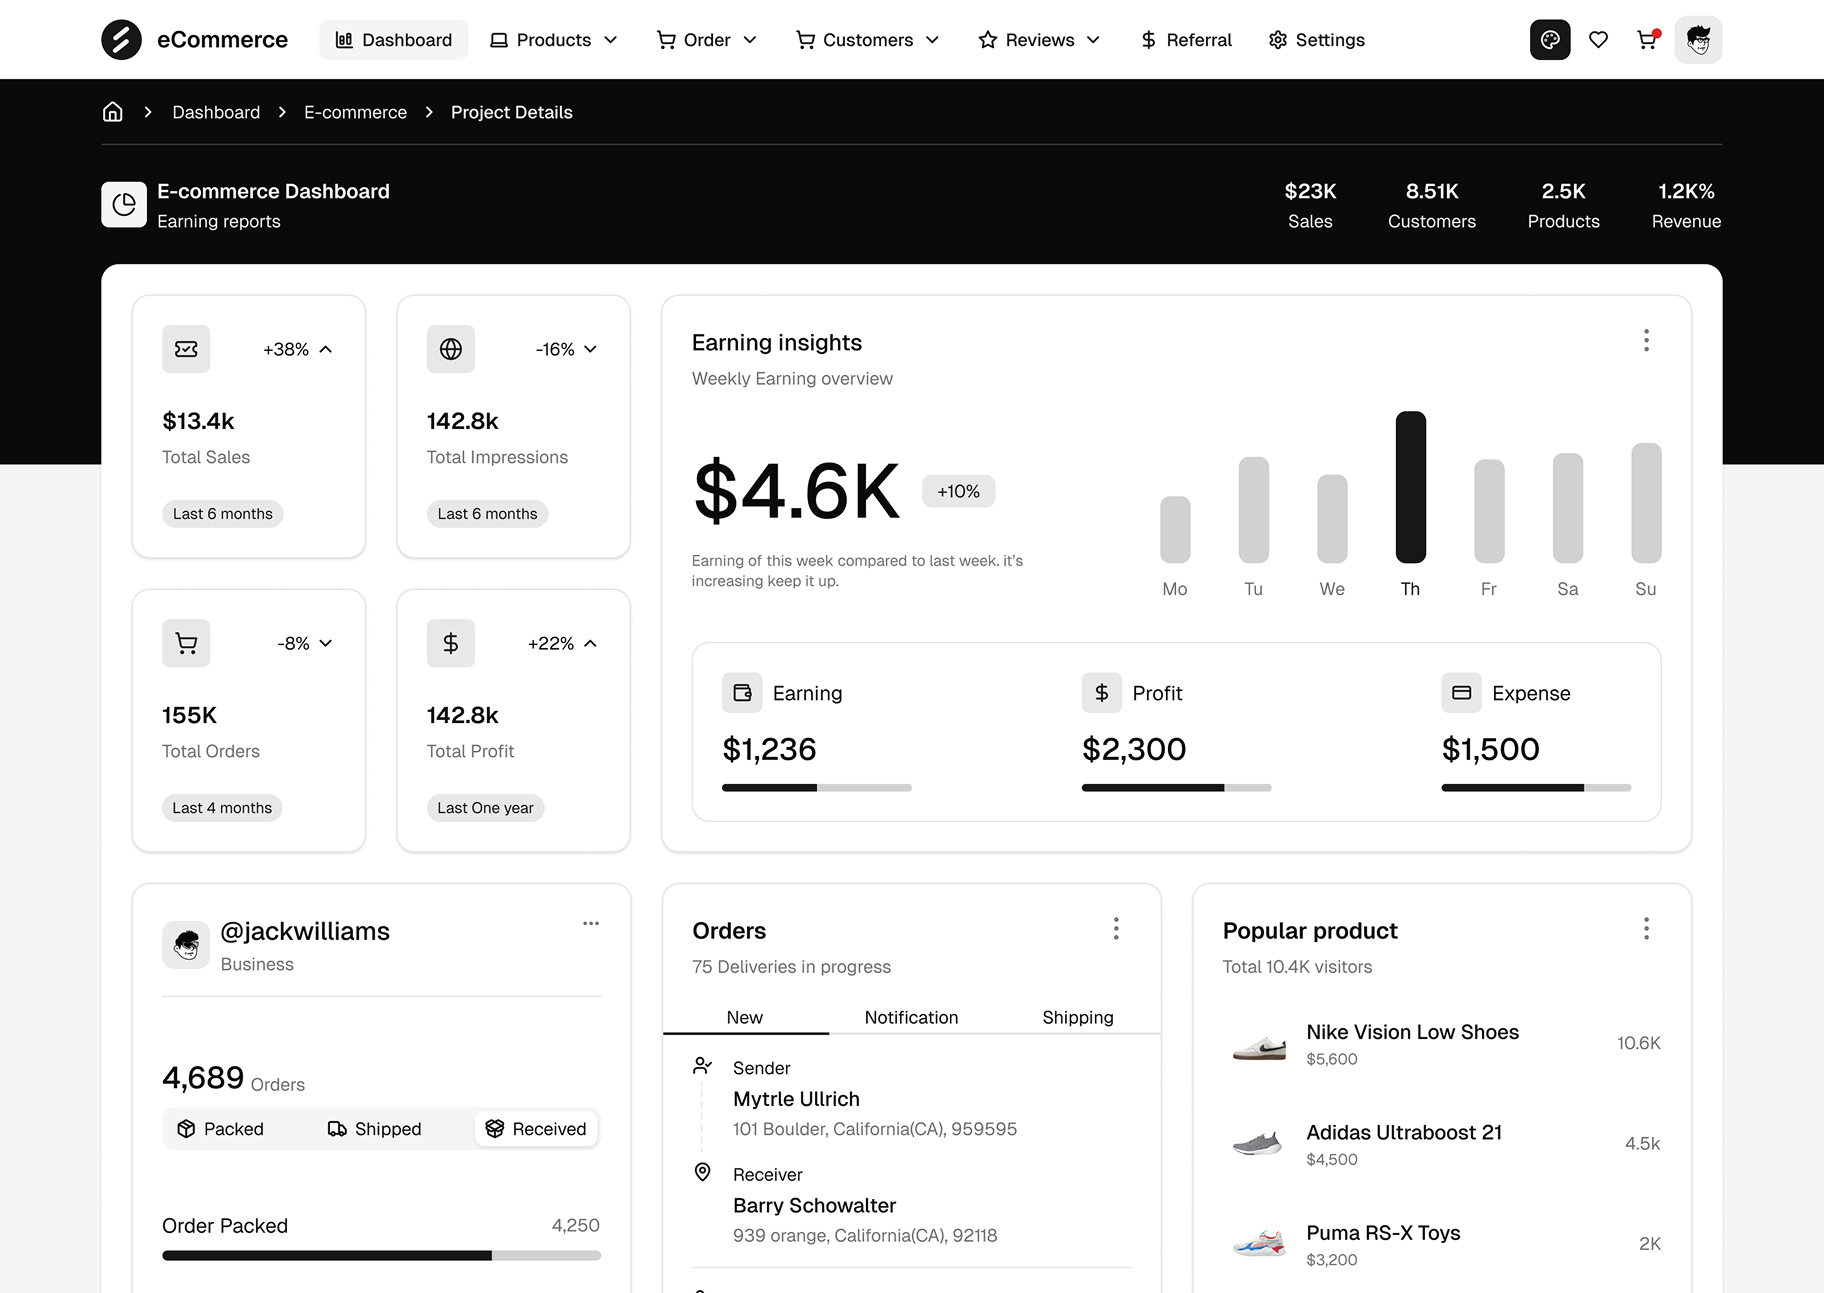 eCommerce
Dashboard
Products
Order
Customers
Reviews
Referral
Settings
Dashboard
E-commerce
Project Details
E-commerce Dashboard
Earning reports
$23K
Sales
8.51K
Customers
2.5K
Products
1.2K%
Revenue
+38%
$13.4k
Total Sales
Last 6 months
-16%
142.8k
Total Impressions
Last 6 months
-8%
155K
Total Orders
Last 4 months
+22%
142.8k
Total Profit
Last One year
Earning insights
Weekly Earning overview
$4.6K
+10%
Earning of this week compared to last week. it's
increasing keep it up.
Mo
Tu
We
Th
Fr
Sa
Su
Earning
$1,236
Profit
$2,300
Expense
$1,500
@jackwilliams
Business
4,689 Orders
Packed
Shipped
Received
Order Packed
4,250
Orders
75 Deliveries in progress
New
Notification
Shipping
Sender
Mytrle Ullrich
101 Boulder, California(CA), 959595
Receiver
Barry Schowalter
939 orange, California(CA), 92118
Popular product
Total 10.4K visitors
Nike Vision Low Shoes
$5,600
10.6K
Adidas Ultraboost 21
$4,500
4.5k
Puma RS-X Toys
$3,200
2K